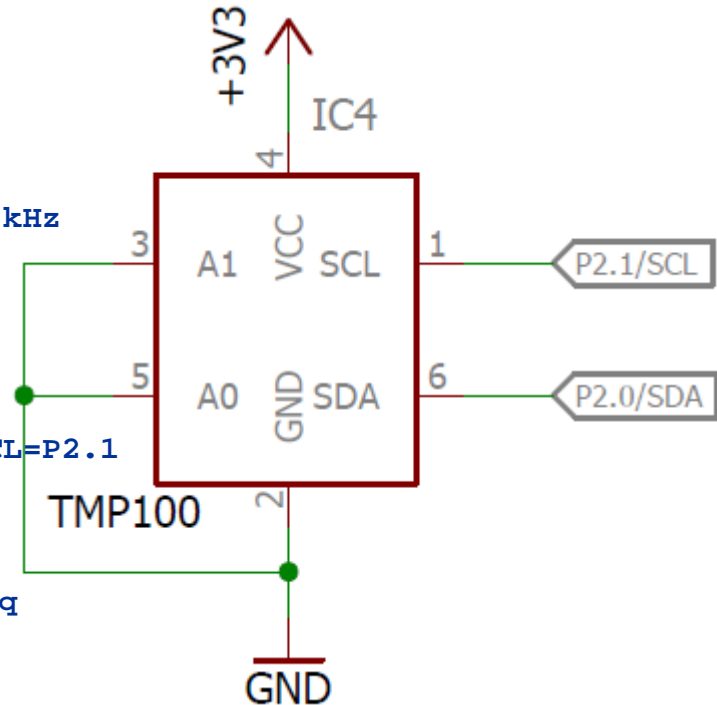 +3V3
IC4
4
kHz
3
A1
VCC
SCL
1
P2.1/SCL
5
A0
GND
SDA
6
P2.0/SDA
L=P2.1
TMP100
2
q
GND